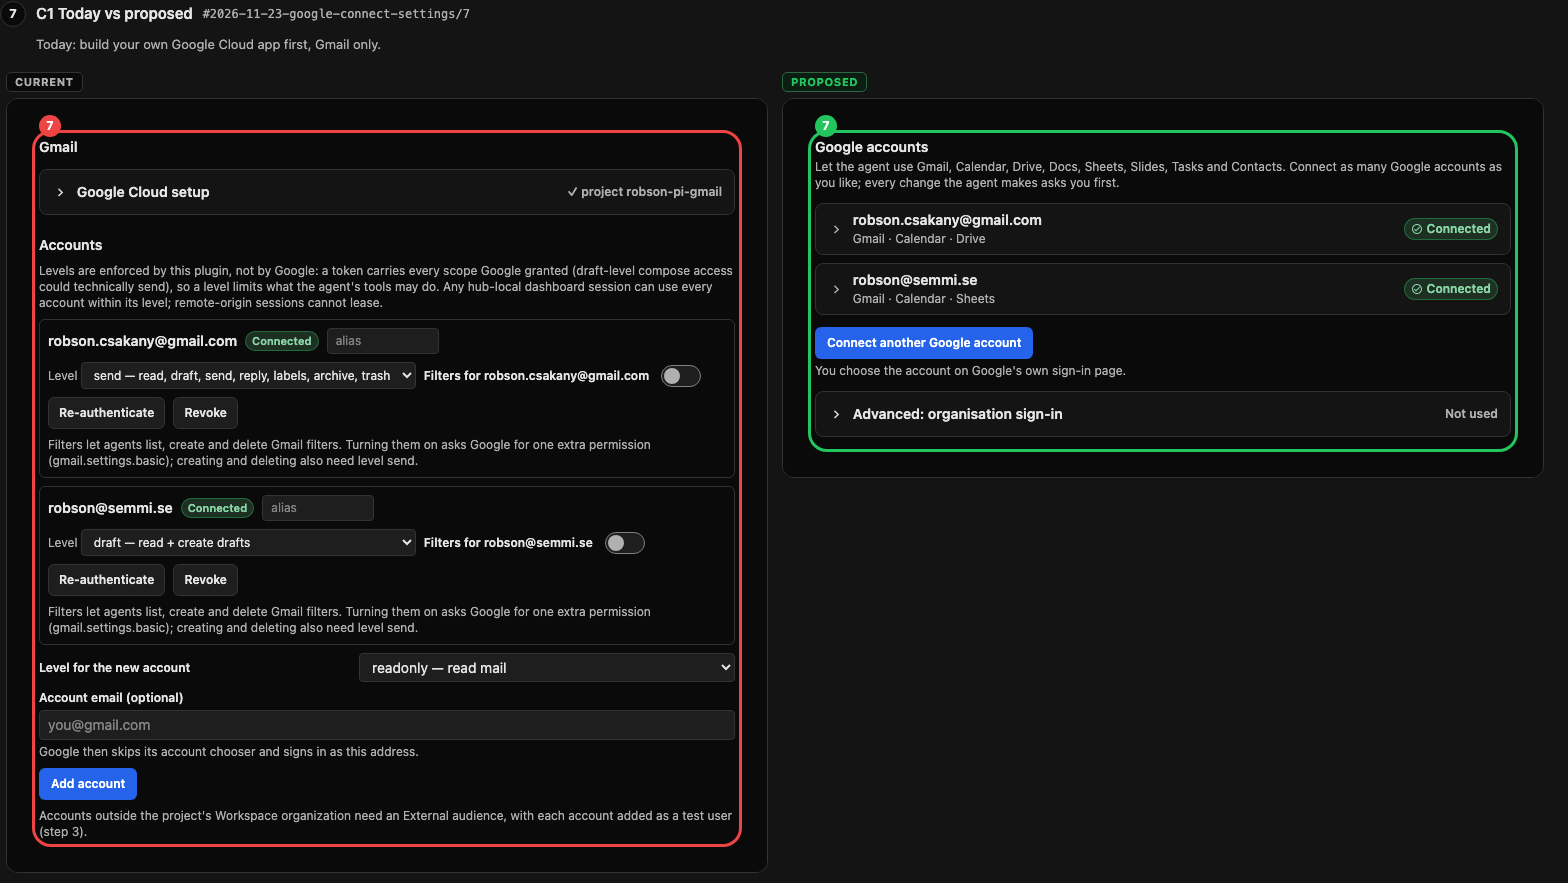 7 C1 Today vs proposed #2026-11-23-google-connect-settings/7
Today: build your own Google Cloud app first, Gmail only.
CURRENT
7
Gmail
Google Cloud setup ✓ project robson-pi-gmail
Accounts
Levels are enforced by this plugin, not by Google: a token carries every scope Google granted (draft-level compose access
could technically send), so a level limits what the agent's tools may do. Any hub-local dashboard session can use every
account within its level; remote-origin sessions cannot lease.
robson.csakany@gmail.com Connected alias
Level send — read, draft, send, reply, labels, archive, trash Filters for robson.csakany@gmail.com
Re-authenticate Revoke
Filters let agents list, create and delete Gmail filters. Turning them on asks Google for one extra permission
(gmail.settings.basic); creating and deleting also need level send.
robson@semmi.se Connected alias
Level draft — read + create drafts Filters for robson@semmi.se
Re-authenticate Revoke
Filters let agents list, create and delete Gmail filters. Turning them on asks Google for one extra permission
(gmail.settings.basic); creating and deleting also need level send.
Level for the new account readonly — read mail
Account email (optional)
you@gmail.com
Google then skips its account chooser and signs in as this address.
Add account
Accounts outside the project's Workspace organization need an External audience, with each account added as a test user
(step 3).
PROPOSED
7
Google accounts
Let the agent use Gmail, Calendar, Drive, Docs, Sheets, Slides, Tasks and Contacts. Connect as many Google accounts as
you like; every change the agent makes asks you first.
robson.csakany@gmail.com
Gmail · Calendar · Drive
Connected
robson@semmi.se
Gmail · Calendar · Sheets
Connected
Connect another Google account
You choose the account on Google's own sign-in page.
Advanced: organisation sign-in Not used